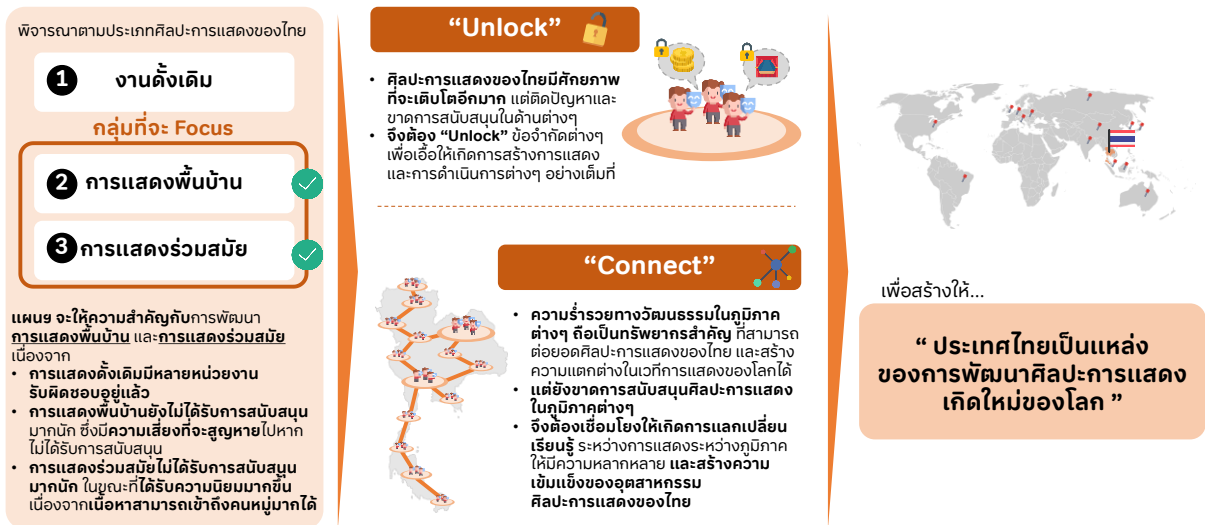 พิจารณาตามประเภทศิลปะการแสดงของไทย
1 งานดั้งเดิม
กลุ่มที่จะ Focus
2 การแสดงพื้นบ้าน
3 การแสดงร่วมสมัย
แผนฯ จะให้ความสำคัญกับการพัฒนา
การแสดงพื้นบ้าน และการแสดงร่วมสมัย
เนื่องจาก
• การแสดงดั้งเดิมมีหลายหน่วยงาน
รับผิดชอบอยู่แล้ว
• การแสดงพื้นบ้านยังไม่ได้รับการสนับสนุน
มากนัก ซึ่งมีความเสี่ยงที่จะสูญหายไปหาก
ไม่ได้รับการสนับสนุน
• การแสดงร่วมสมัยไม่ได้รับการสนับสนุน
มากนัก ในขณะที่ได้รับความนิยมมากขึ้น
เนื่องจากเนื้อหาสามารถเข้าถึงคนหมู่มากได้
“Unlock”
• ศิลปะการแสดงของไทยมีศักยภาพ
ที่จะเติบโตอีกมาก แต่ติดปัญหาและ
ขาดการสนับสนุนในด้านต่างๆ
• จึงต้อง “Unlock” ข้อจำกัดต่างๆ
เพื่อเอื้อให้เกิดการสร้างการแสดง
และการดำเนินการต่างๆ อย่างเต็มที่
“Connect”
• ความร่ำรวยทางวัฒนธรรมในภูมิภาค
ต่างๆ ถือเป็นทรัพยากรสำคัญ ที่สามารถ
ต่อยอดศิลปะการแสดงของไทย และสร้าง
ความแตกต่างในเวทีการแสดงของโลกได้
• แต่ยังขาดการสนับสนุนศิลปะการแสดง
ในภูมิภาคต่างๆ
• จึงต้องเชื่อมโยงให้เกิดการแลกเปลี่ยน
เรียนรู้ ระหว่างการแสดงระหว่างภูมิภาค
ให้มีความหลากหลาย และสร้างความ
เข้มแข็งของอุตสาหกรรม
ศิลปะการแสดงของไทย
เพื่อสร้างให้...
“ ประเทศไทยเป็นแหล่ง
ของการพัฒนาศิลปะการแสดง
เกิดใหม่ของโลก ”